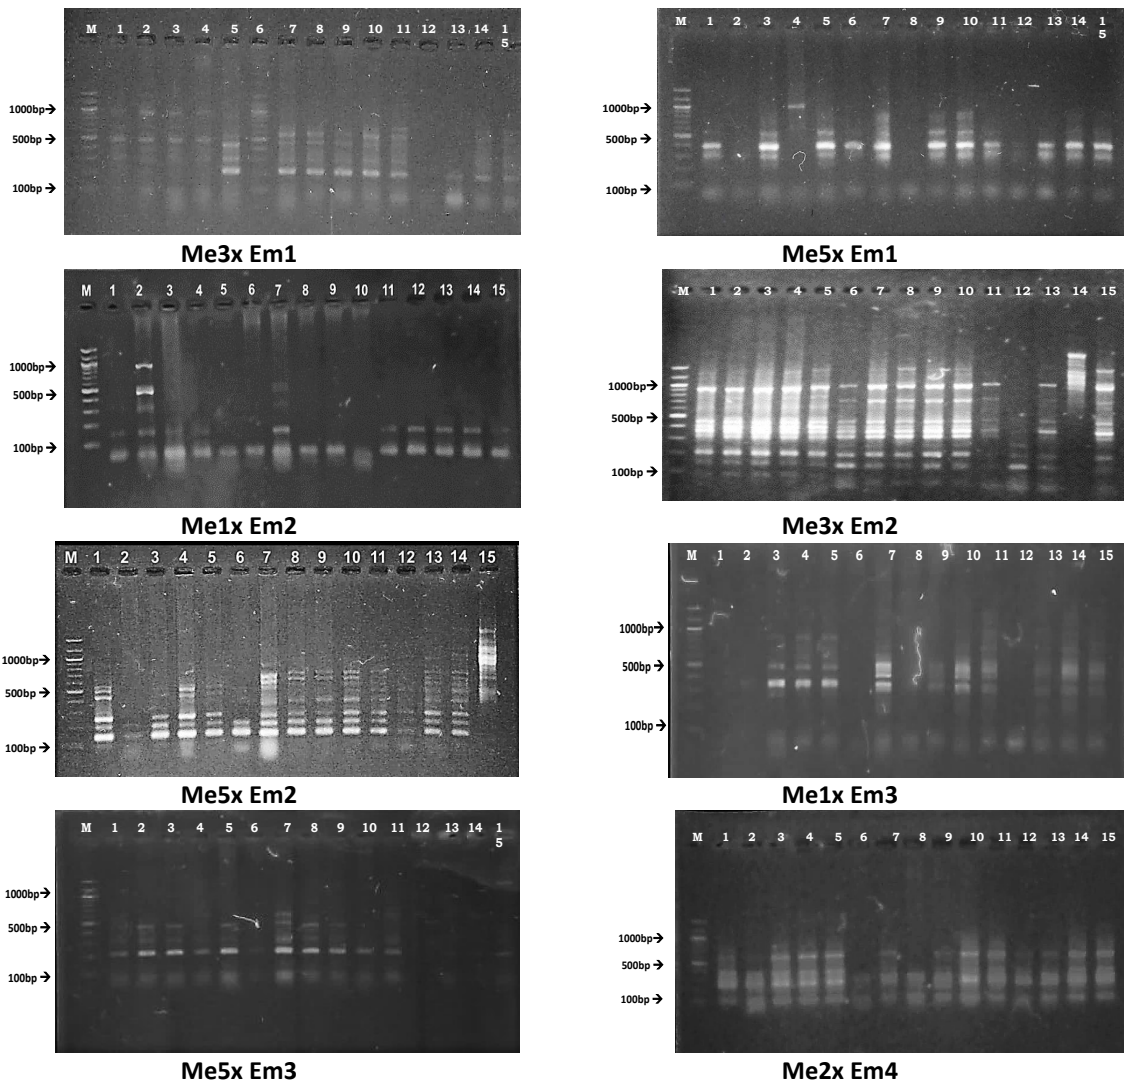 M 1 2 3 4 5 6 7 8 9 10 11 12 13 14 15
1000bp→
500bp→
100bp→
Me3x Em1
M 1 2 3 4 5 6 7 8 9 10 11 12 13 14 15
1000bp→
500bp→
100bp→
Me5x Em1
M 1 2 3 4 5 6 7 8 9 10 11 12 13 14 15
1000bp→
500bp→
100bp→
Me1x Em2
M 1 2 3 4 5 6 7 8 9 10 11 12 13 14 15
1000bp→
500bp→
100bp→
Me3x Em2
M 1 2 3 4 5 6 7 8 9 10 11 12 13 14 15
1000bp→
500bp→
100bp→
Me5x Em2
M 1 2 3 4 5 6 7 8 9 10 11 12 13 14 15
1000bp→
500bp→
100bp→
Me1x Em3
M 1 2 3 4 5 6 7 8 9 10 11 12 13 14 15
1000bp→
500bp→
100bp→
Me5x Em3
M 1 2 3 4 5 6 7 8 9 10 11 12 13 14 15
1000bp→
500bp→
100bp→
Me2x Em4